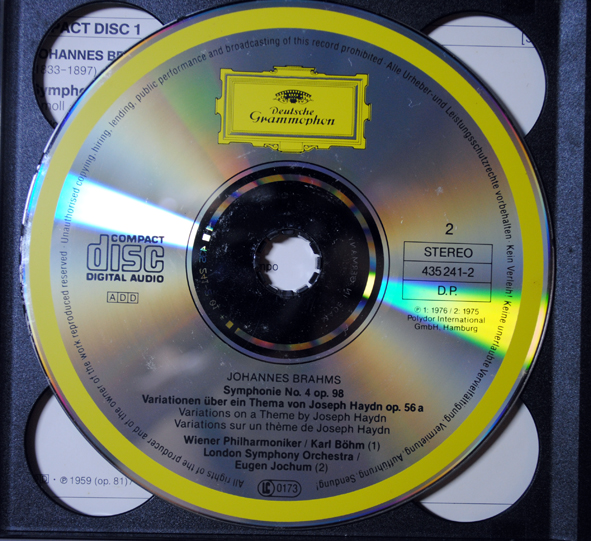 PACT DISC 1
OHANNES BR
1833–1897)
ympho
moll
deutsche
Grammophon
COMPACT
disc
DIGITAL AUDIO
ADD
2
STEREO
435 241-2
D.P.
℗ 1: 1976 / 2: 1975
Polydor International
GmbH, Hamburg
JOHANNES BRAHMS
Symphonie No. 4 op. 98
Variationen über ein Thema von Joseph Haydn op. 56 a
Variations on a Theme by Joseph Haydn
Variations sur un thème de Joseph Haydn
Wiener Philharmoniker / Karl Böhm (1)
London Symphony Orchestra /
Eugen Jochum (2)
LC 0173
All rights of the producer and of the owner of the work reproduced reserved · Unauthorised copying, hiring, lending, public performance and broadcasting of this record prohibited · Alle Urheber- und Leistungsschutzrechte vorbehalten · Kein Verleih! Keine unerlaubte Vervielfältigung, Vermietung, Aufführung, Sendung!
℗ 1959 (op. 81)